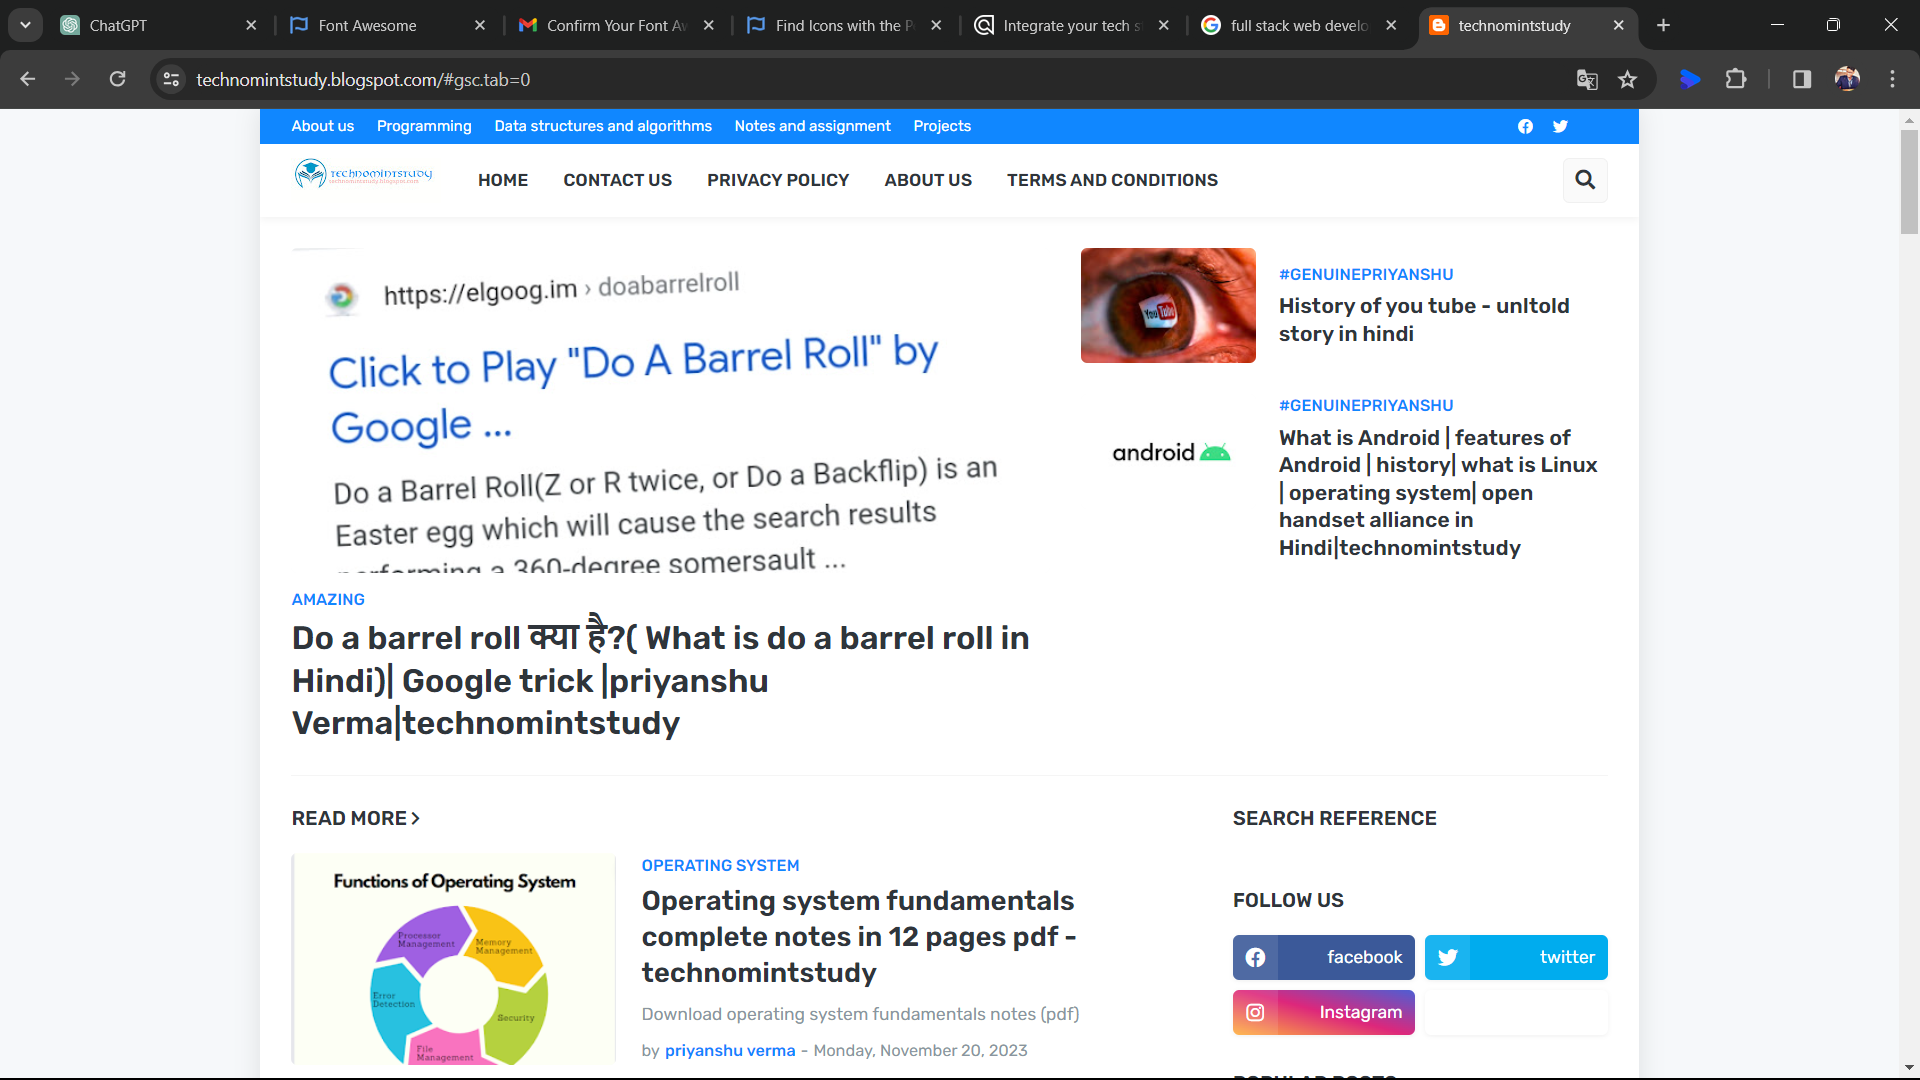 ChatGPT
Font Awesome
Confirm Your Font Aw
Find Icons with the P
Integrate your tech s
full stack web develo
technomintstudy
technomintstudy.blogspot.com/#gsc.tab=0
About us Programming Data structures and algorithms Notes and assignment Projects
TECHNOMINTSTUDY
HOME CONTACT US PRIVACY POLICY ABOUT US TERMS AND CONDITIONS
https://elgoog.im › doabarrelroll
Click to Play "Do A Barrel Roll" by
Google ...
Do a Barrel Roll(Z or R twice, or Do a Backflip) is an
Easter egg which will cause the search results
performing a 360-degree somersault ...
AMAZING
Do a barrel roll क्या है?( What is do a barrel roll in
Hindi)| Google trick |priyanshu
Verma|technomintstudy
You Tube
#GENUINEPRIYANSHU
History of you tube - unltold
story in hindi
android
#GENUINEPRIYANSHU
What is Android | features of
Android | history| what is Linux
| operating system| open
handset alliance in
Hindi|technomintstudy
READ MORE
Functions of Operating System
Processor
Management
Memory
Management
Error
Detection
Security
File
Management
OPERATING SYSTEM
Operating system fundamentals
complete notes in 12 pages pdf -
technomintstudy
Download operating system fundamentals notes (pdf)
by priyanshu verma - Monday, November 20, 2023
SEARCH REFERENCE
FOLLOW US
facebook
twitter
Instagram
POPULAR POSTS